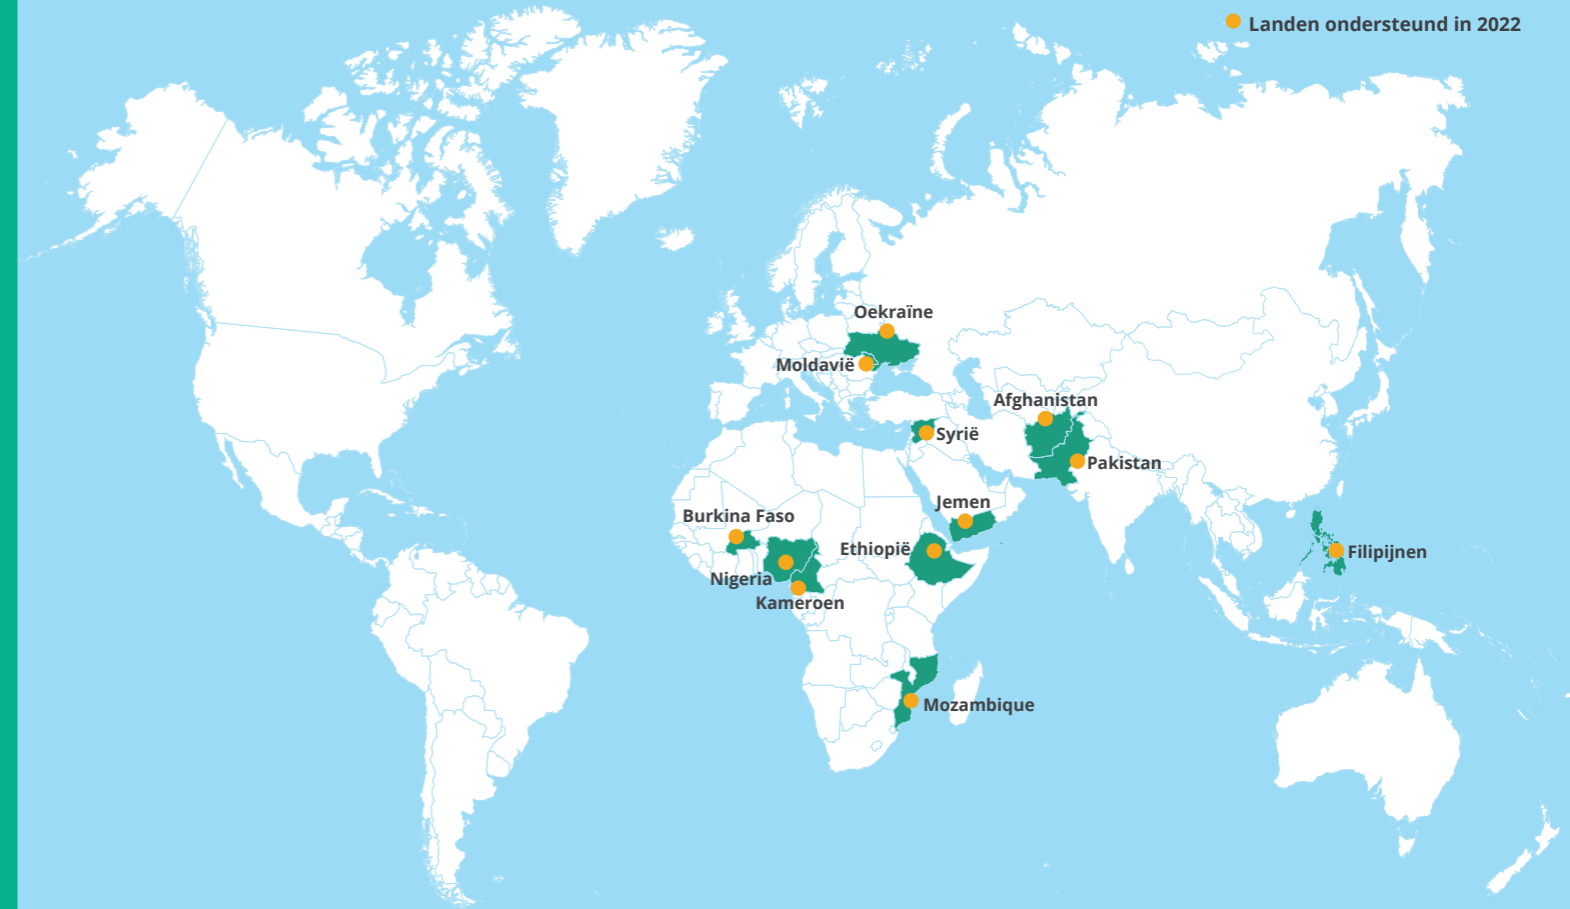 Landen ondersteund in 2022
Oekraïne
Moldavië
Afghanistan
Syrië
Pakistan
Jemen
Burkina Faso
Ethiopië
Filipijnen
Nigeria
Kameroen
Mozambique